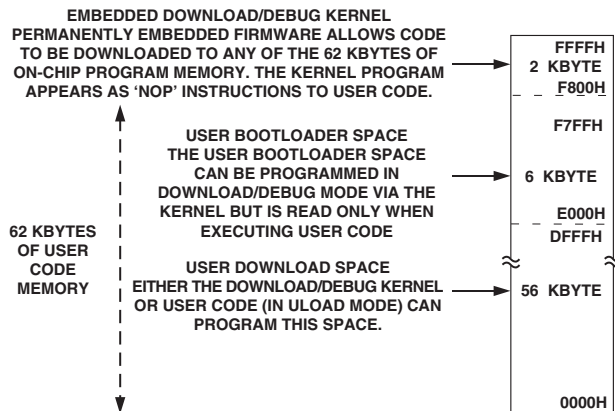 EMBEDDED DOWNLOAD/DEBUG KERNEL
PERMANENTLY EMBEDDED FIRMWARE ALLOWS CODE
TO BE DOWNLOADED TO ANY OF THE 62 KBYTES OF
ON-CHIP PROGRAM MEMORY. THE KERNEL PROGRAM
APPEARS AS ‘NOP’ INSTRUCTIONS TO USER CODE.
FFFFH
2 KBYTE
F800H
F7FFH
USER BOOTLOADER SPACE
THE USER BOOTLOADER SPACE
CAN BE PROGRAMMED IN
DOWNLOAD/DEBUG MODE VIA THE
KERNEL BUT IS READ ONLY WHEN
EXECUTING USER CODE
6 KBYTE
E000H
DFFFH
62 KBYTES
OF USER
CODE
MEMORY
USER DOWNLOAD SPACE
EITHER THE DOWNLOAD/DEBUG KERNEL
OR USER CODE (IN ULOAD MODE) CAN
PROGRAM THIS SPACE.
56 KBYTE
0000H